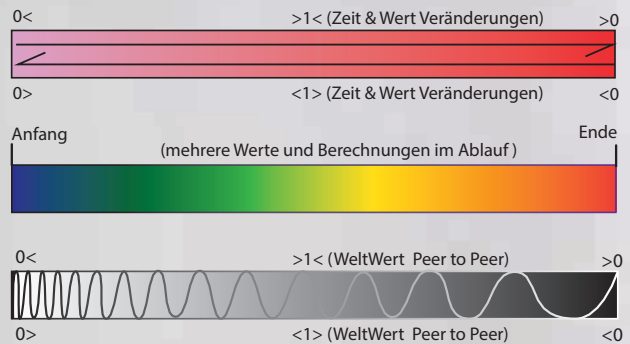 0< >1< (Zeit & Wert Veränderungen) >0
0> <1> (Zeit & Wert Veränderungen) <0
Anfang Ende
(mehrere Werte und Berechnungen im Ablauf )
0< >1< (WeltWert Peer to Peer) >0
0> <1> (WeltWert Peer to Peer) <0